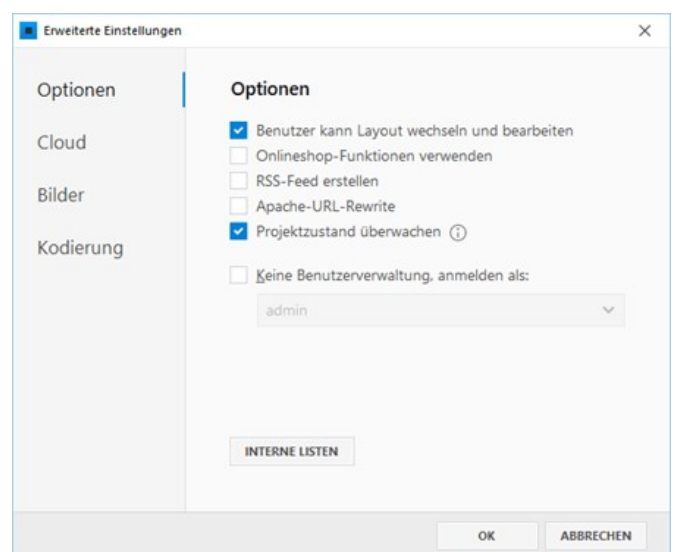 Erweiterte Einstellungen
Optionen
Cloud
Bilder
Kodierung
Optionen
Benutzer kann Layout wechseln und bearbeiten
Onlineshop-Funktionen verwenden
RSS-Feed erstellen
Apache-URL-Rewrite
Projektzustand überwachen
Keine Benutzerverwaltung, anmelden als:
admin
INTERNE LISTEN
OK ABBRECHEN